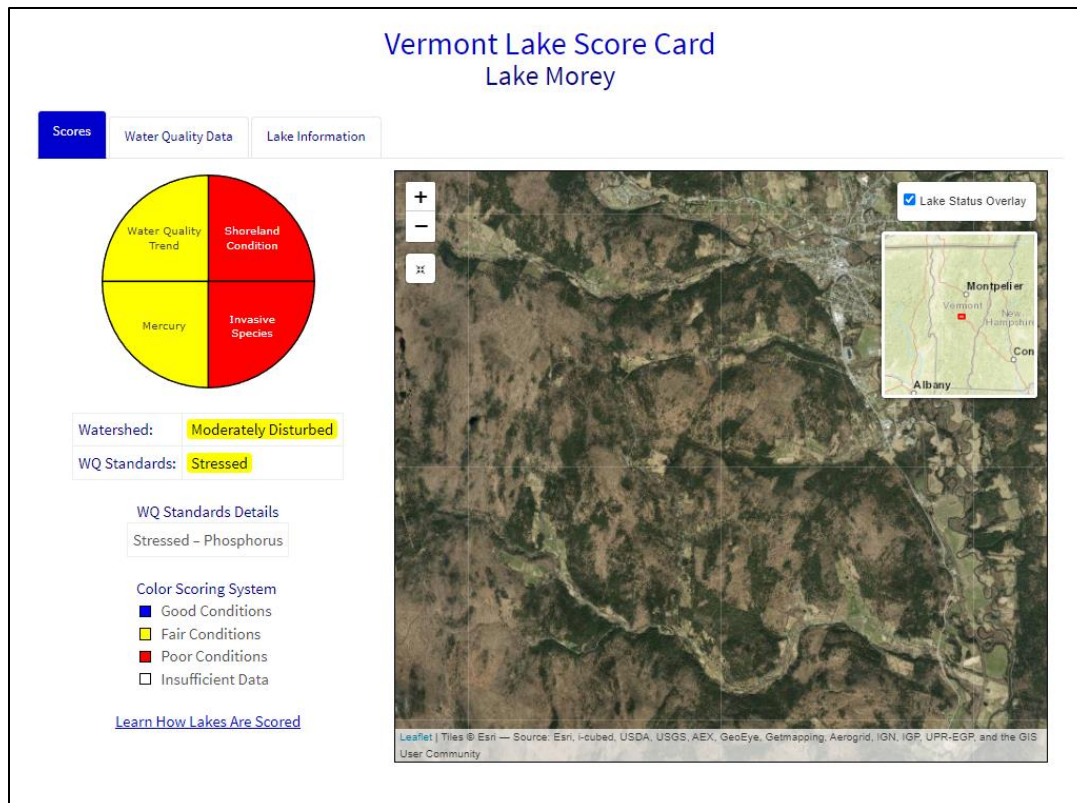 Vermont Lake Score Card
Lake Morey
Scores
Water Quality Data
Lake Information
Water Quality
Trend
Shoreland
Condition
Mercury
Invasive
Species
Watershed: Moderately Disturbed
WQ Standards: Stressed
WQ Standards Details
Stressed – Phosphorus
Color Scoring System
Good Conditions
Fair Conditions
Poor Conditions
Insufficient Data
Learn How Lakes Are Scored
+
−
Lake Status Overlay
Montpelier
Vermont
New
Hampshire
Con
Albany
Leaflet | Tiles © Esri — Source: Esri, i-cubed, USDA, USGS, AEX, GeoEye, Getmapping, Aerogrid, IGN, IGP, UPR-EGP, and the GIS
User Community